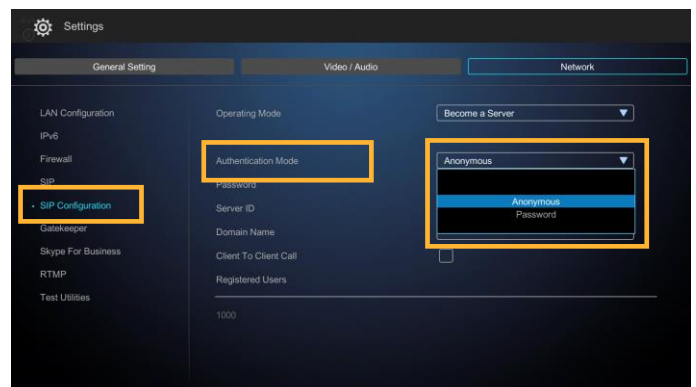 Settings
General Setting Video / Audio Network
LAN Configuration Operating Mode Become a Server
IPv6
Firewall Authentication Mode Anonymous
SIP Password
Anonymous
SIP Configuration Server ID
Password
Gatekeeper Domain Name
Skype For Business Client To Client Call
RTMP Registered Users
Test Utilities
1000